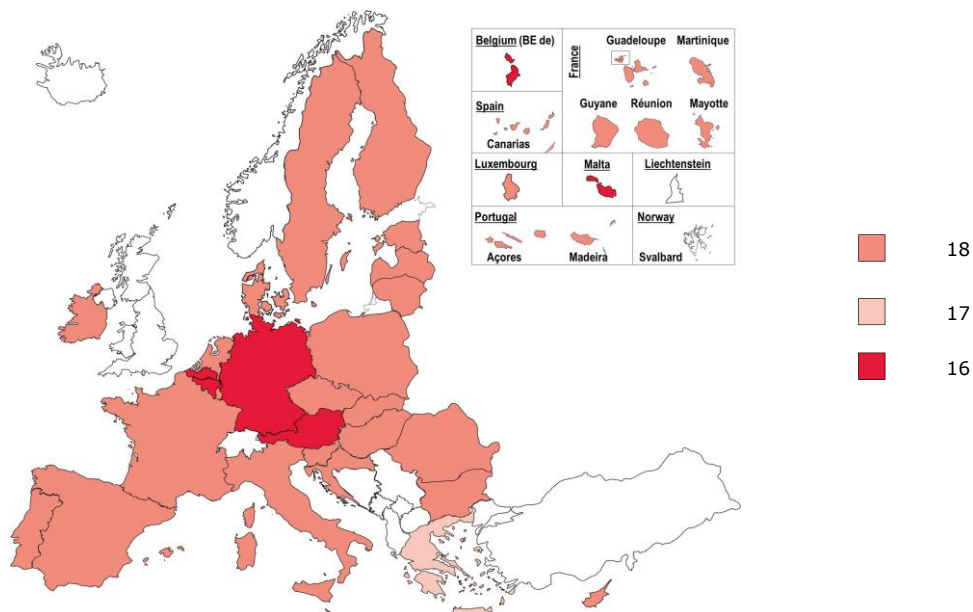 Belgium (BE de)
France
Guadeloupe
Martinique
Guyane
Réunion
Mayotte
Spain
Canarias
Luxembourg
Malta
Liechtenstein
Portugal
Açores
Madeira
Norway
Svalbard
18
17
16